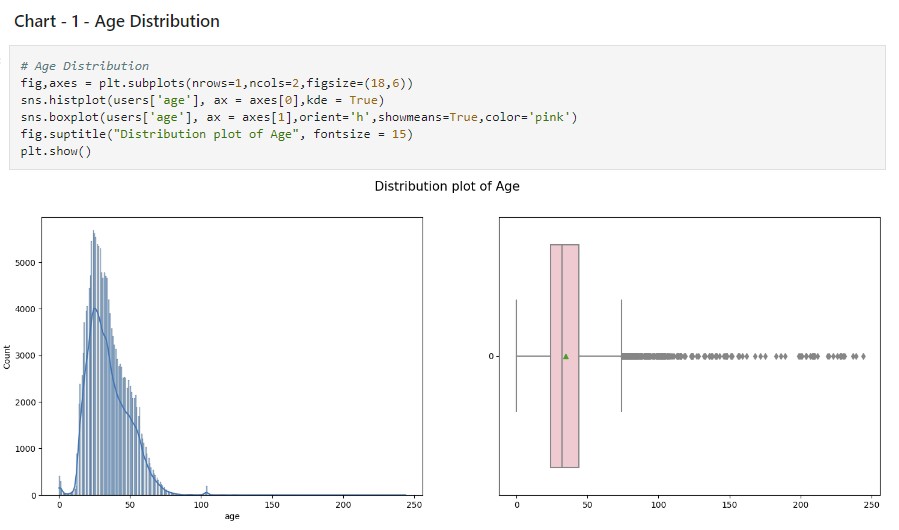 Chart - 1 - Age Distribution
# Age Distribution
fig,axes = plt.subplots(nrows=1,ncols=2,figsize=(18,6))
sns.histplot(users['age'], ax = axes[0],kde = True)
sns.boxplot(users['age'], ax = axes[1],orient='h',showmeans=True,color='pink')
fig.suptitle("Distribution plot of Age", fontsize = 15)
plt.show()
Distribution plot of Age
5000
4000
3000
2000
1000
0
Count
0 50 100 150 200 250
age
0
0 50 100 150 200 250